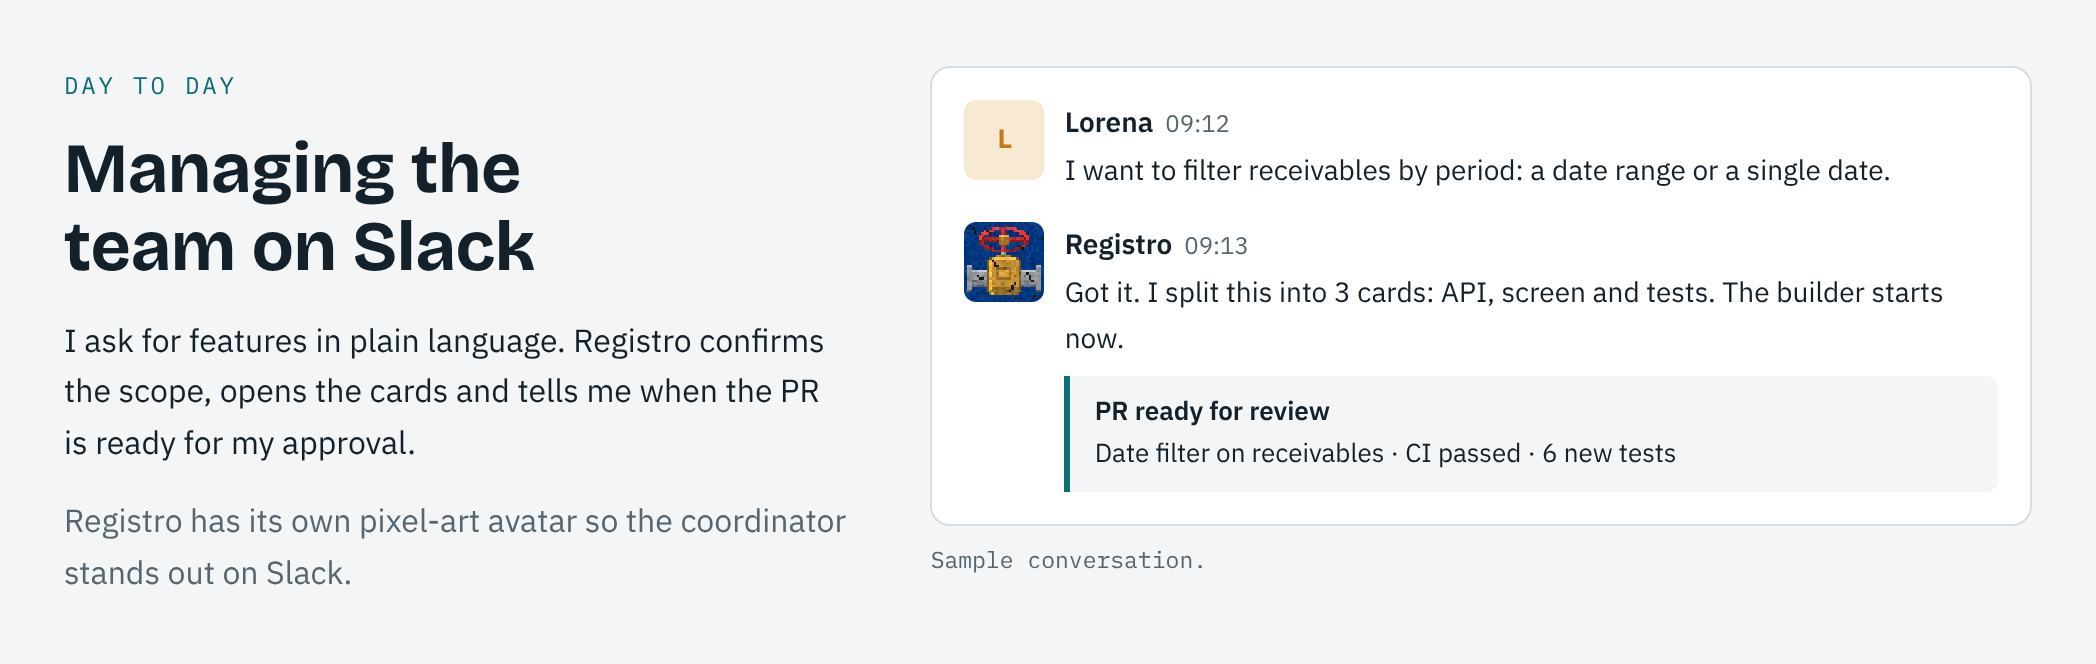 DAY TO DAY
Managing the
team on Slack
I ask for features in plain language. Registro confirms
the scope, opens the cards and tells me when the PR
is ready for my approval.
Registro has its own pixel-art avatar so the coordinator
stands out on Slack.
L
Lorena 09:12
I want to filter receivables by period: a date range or a single date.
Registro 09:13
Got it. I split this into 3 cards: API, screen and tests. The builder starts
now.
PR ready for review
Date filter on receivables · CI passed · 6 new tests
Sample conversation.